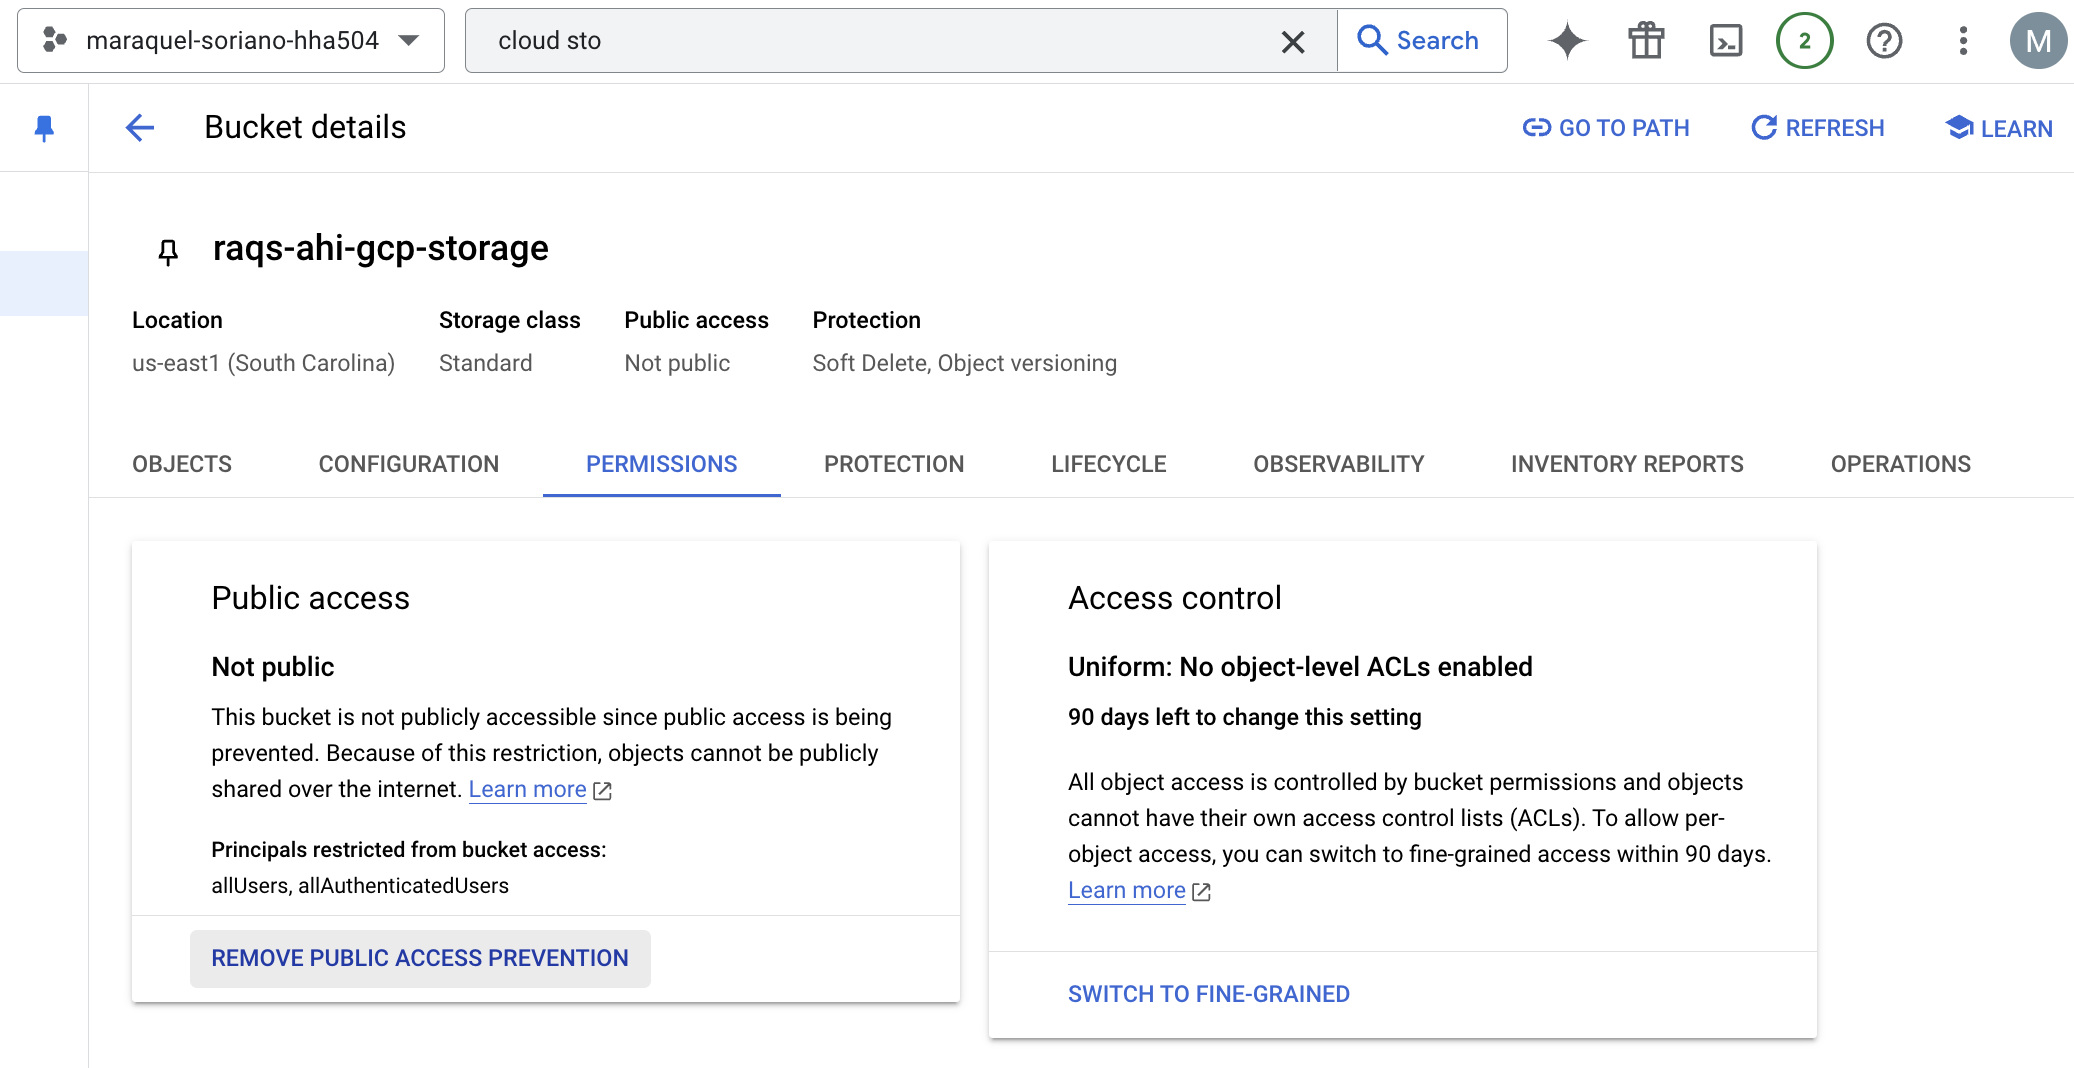 maraquel-soriano-hha504
cloud sto
Search
2
M
Bucket details
GO TO PATH
REFRESH
LEARN
raqs-ahi-gcp-storage
Location
Storage class
Public access
Protection
us-east1 (South Carolina)
Standard
Not public
Soft Delete, Object versioning
OBJECTS
CONFIGURATION
PERMISSIONS
PROTECTION
LIFECYCLE
OBSERVABILITY
INVENTORY REPORTS
OPERATIONS
Public access
Not public
This bucket is not publicly accessible since public access is being
prevented. Because of this restriction, objects cannot be publicly
shared over the internet. Learn more
Principals restricted from bucket access:
allUsers, allAuthenticatedUsers
REMOVE PUBLIC ACCESS PREVENTION
Access control
Uniform: No object-level ACLs enabled
90 days left to change this setting
All object access is controlled by bucket permissions and objects
cannot have their own access control lists (ACLs). To allow per-
object access, you can switch to fine-grained access within 90 days.
Learn more
SWITCH TO FINE-GRAINED